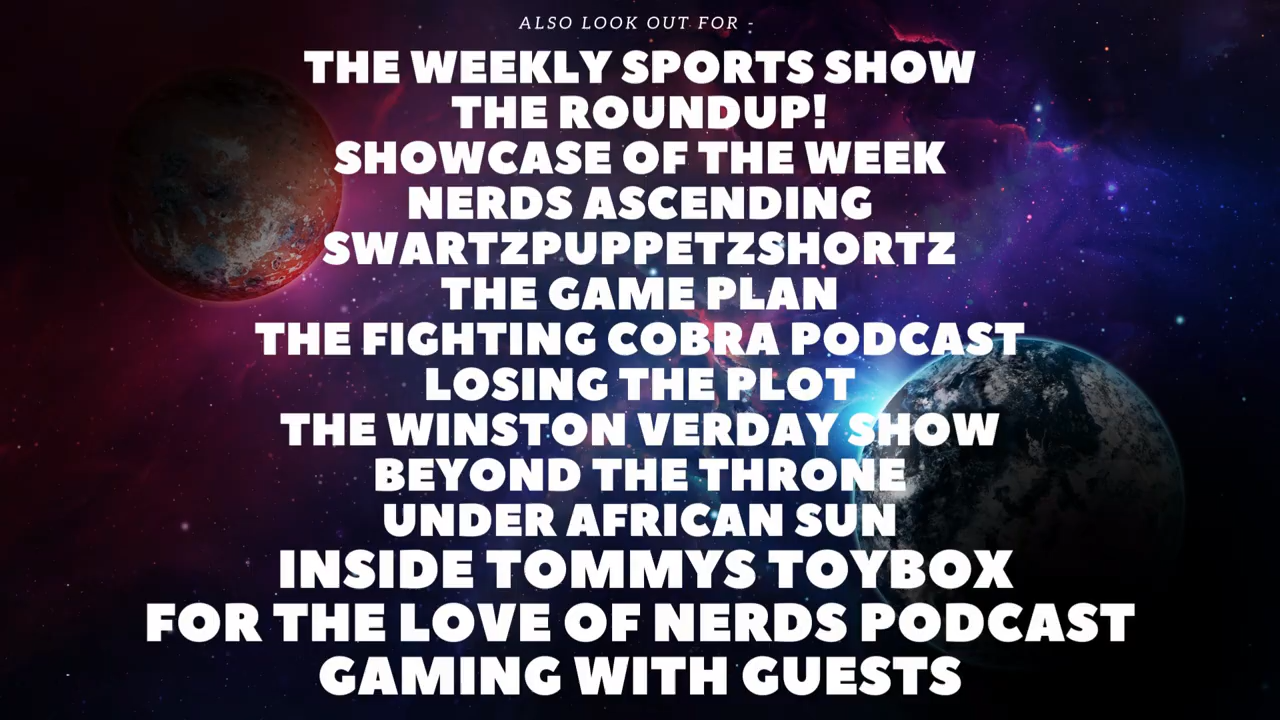 ALSO LOOK OUT FOR -
THE WEEKLY SPORTS SHOW
THE ROUNDUP!
SHOWCASE OF THE WEEK
NERDS ASCENDING
SWARTZPUPPETZSHORTZ
THE GAME PLAN
THE FIGHTING COBRA PODCAST
LOSING THE PLOT
THE WINSTON VERDAY SHOW
BEYOND THE THRONE
UNDER AFRICAN SUN
INSIDE TOMMYS TOYBOX
FOR THE LOVE OF NERDS PODCAST
GAMING WITH GUESTS